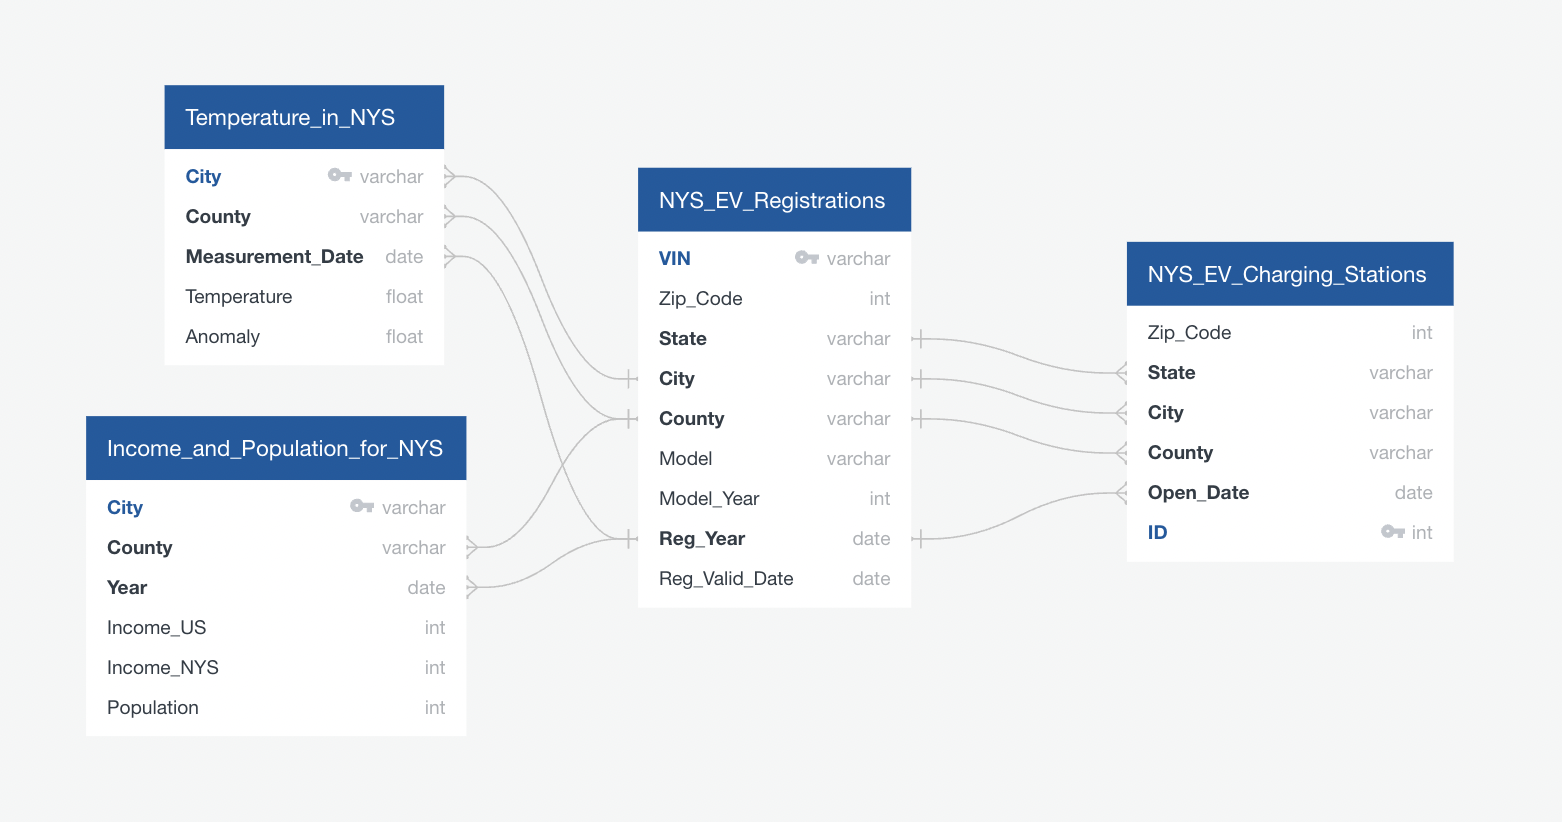 Temperature_in_NYS
City varchar
County varchar
Measurement_Date date
Temperature float
Anomaly float
Income_and_Population_for_NYS
City varchar
County varchar
Year date
Income_US int
Income_NYS int
Population int
NYS_EV_Registrations
VIN varchar
Zip_Code int
State varchar
City varchar
County varchar
Model varchar
Model_Year int
Reg_Year date
Reg_Valid_Date date
NYS_EV_Charging_Stations
Zip_Code int
State varchar
City varchar
County varchar
Open_Date date
ID int